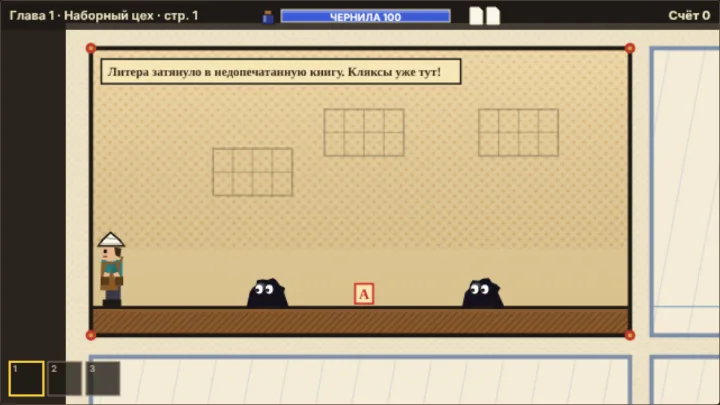 Глава 1 · Наборный цех · стр. 1
ЧЕРНИЛА 100
Счёт 0
Литера затянуло в недопечатанную книгу. Кляксы уже тут!
А
1 2 3